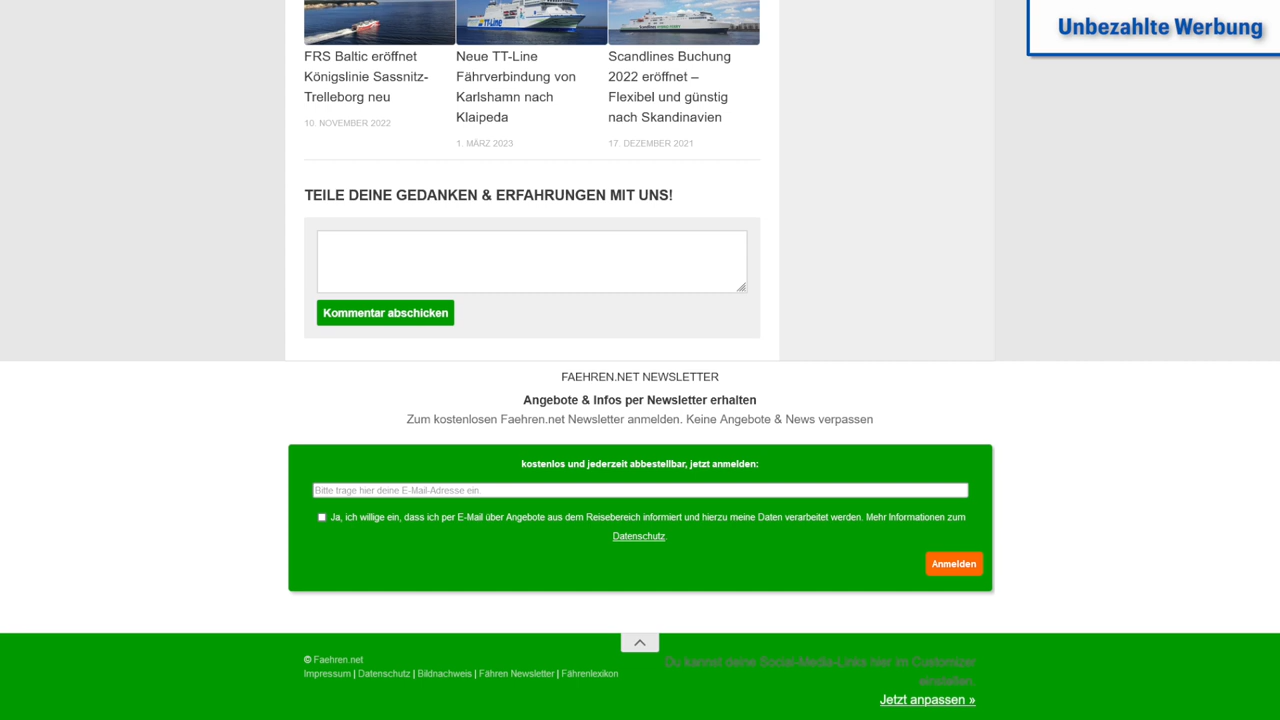 Unbezahlte Werbung
TT-Line
FRS Baltic eröffnet
Königslinie Sassnitz-
Trelleborg neu
10. NOVEMBER 2022
Neue TT-Line
Fährverbindung von
Karlshamn nach
Klaipeda
1. MÄRZ 2023
Scandlines Buchung
2022 eröffnet –
Flexibel und günstig
nach Skandinavien
17. DEZEMBER 2021
TEILE DEINE GEDANKEN & ERFAHRUNGEN MIT UNS!
Kommentar abschicken
FAEHREN.NET NEWSLETTER
Angebote & Infos per Newsletter erhalten
Zum kostenlosen Faehren.net Newsletter anmelden. Keine Angebote & News verpassen
kostenlos und jederzeit abbestellbar, jetzt anmelden:
Bitte trage hier deine E-Mail-Adresse ein.
Ja, ich willige ein, dass ich per E-Mail über Angebote aus dem Reisebereich informiert und hierzu meine Daten verarbeitet werden. Mehr Informationen zum
Datenschutz.
Anmelden
© Faehren.net
Impressum | Datenschutz | Bildnachweis | Fähren Newsletter | Fährenlexikon
Du kannst deine Social-Media-Links hier im Customizer
einstellen.
Jetzt anpassen »